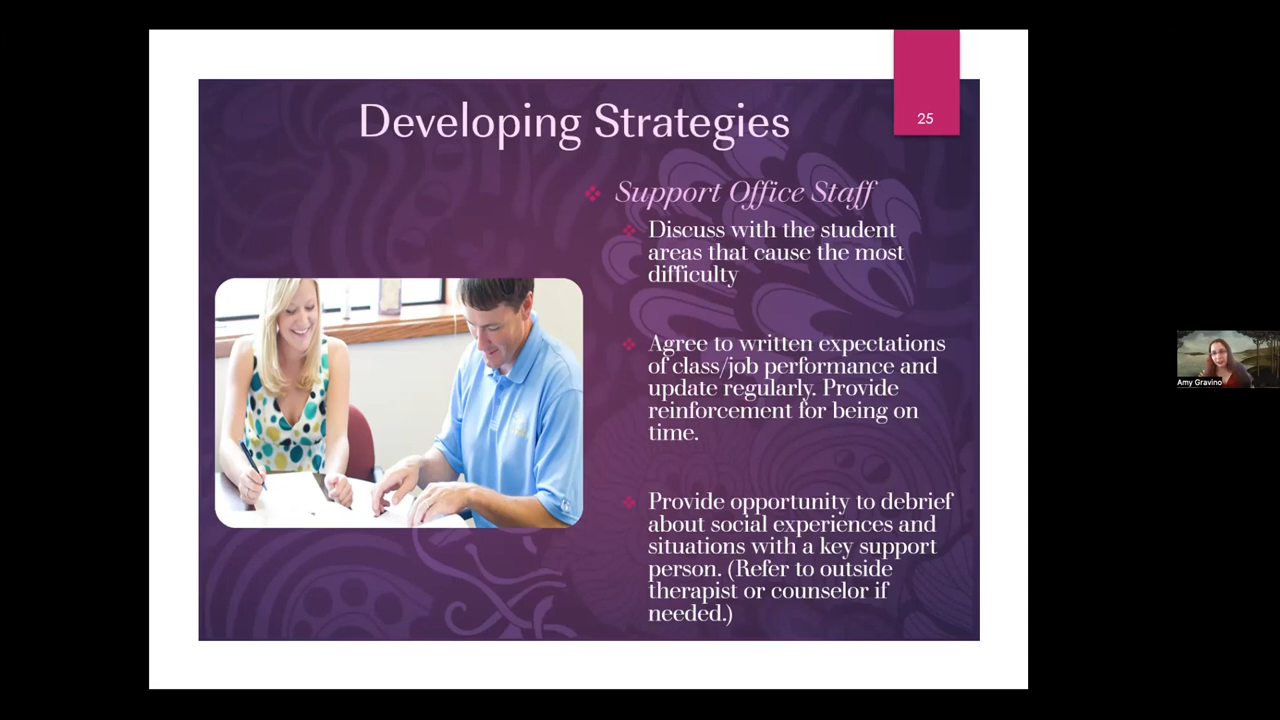 25
Developing Strategies
Support Office Staff
Discuss with the student
areas that cause the most
difficulty
Agree to written expectations
of class/job performance and
update regularly. Provide
reinforcement for being on
time.
Provide opportunity to debrief
about social experiences and
situations with a key support
person. (Refer to outside
therapist or counselor if
needed.)
Amy Gravino